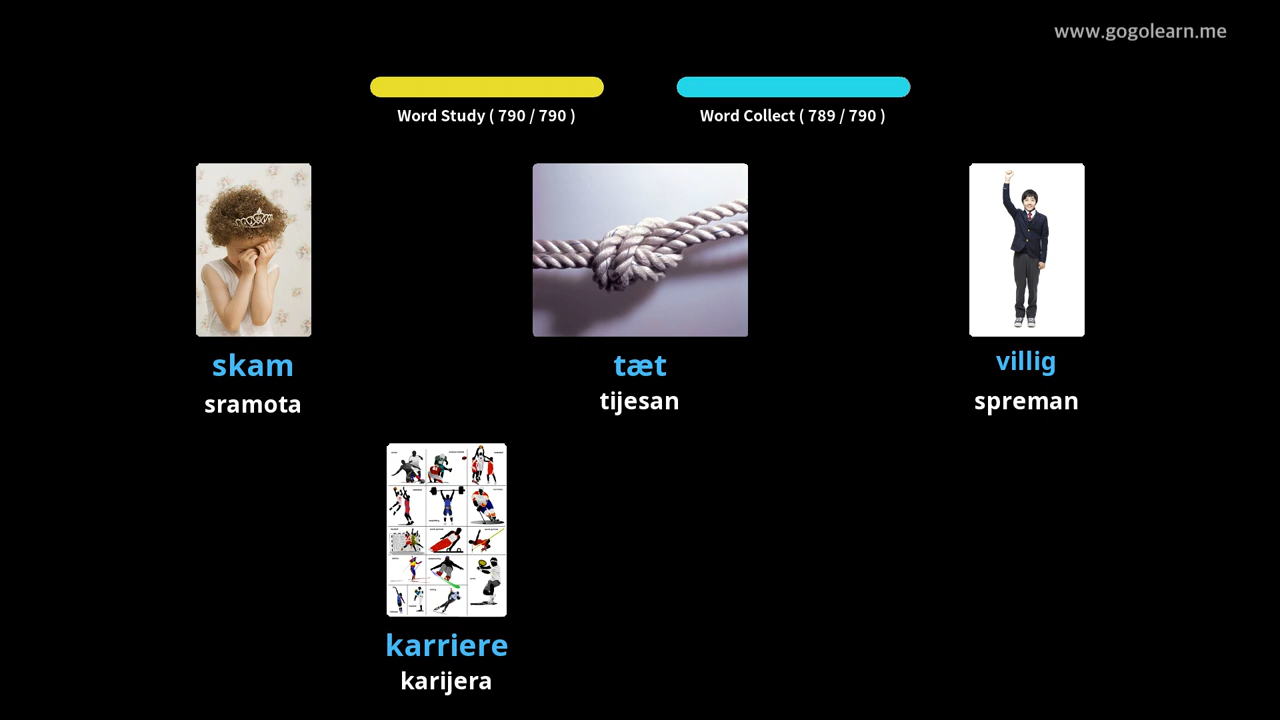 www.gogolearn.me
Word Study ( 790 / 790 )
Word Collect ( 789 / 790 )
skam
sramota
tæt
tijesan
villig
spreman
karriere
karijera